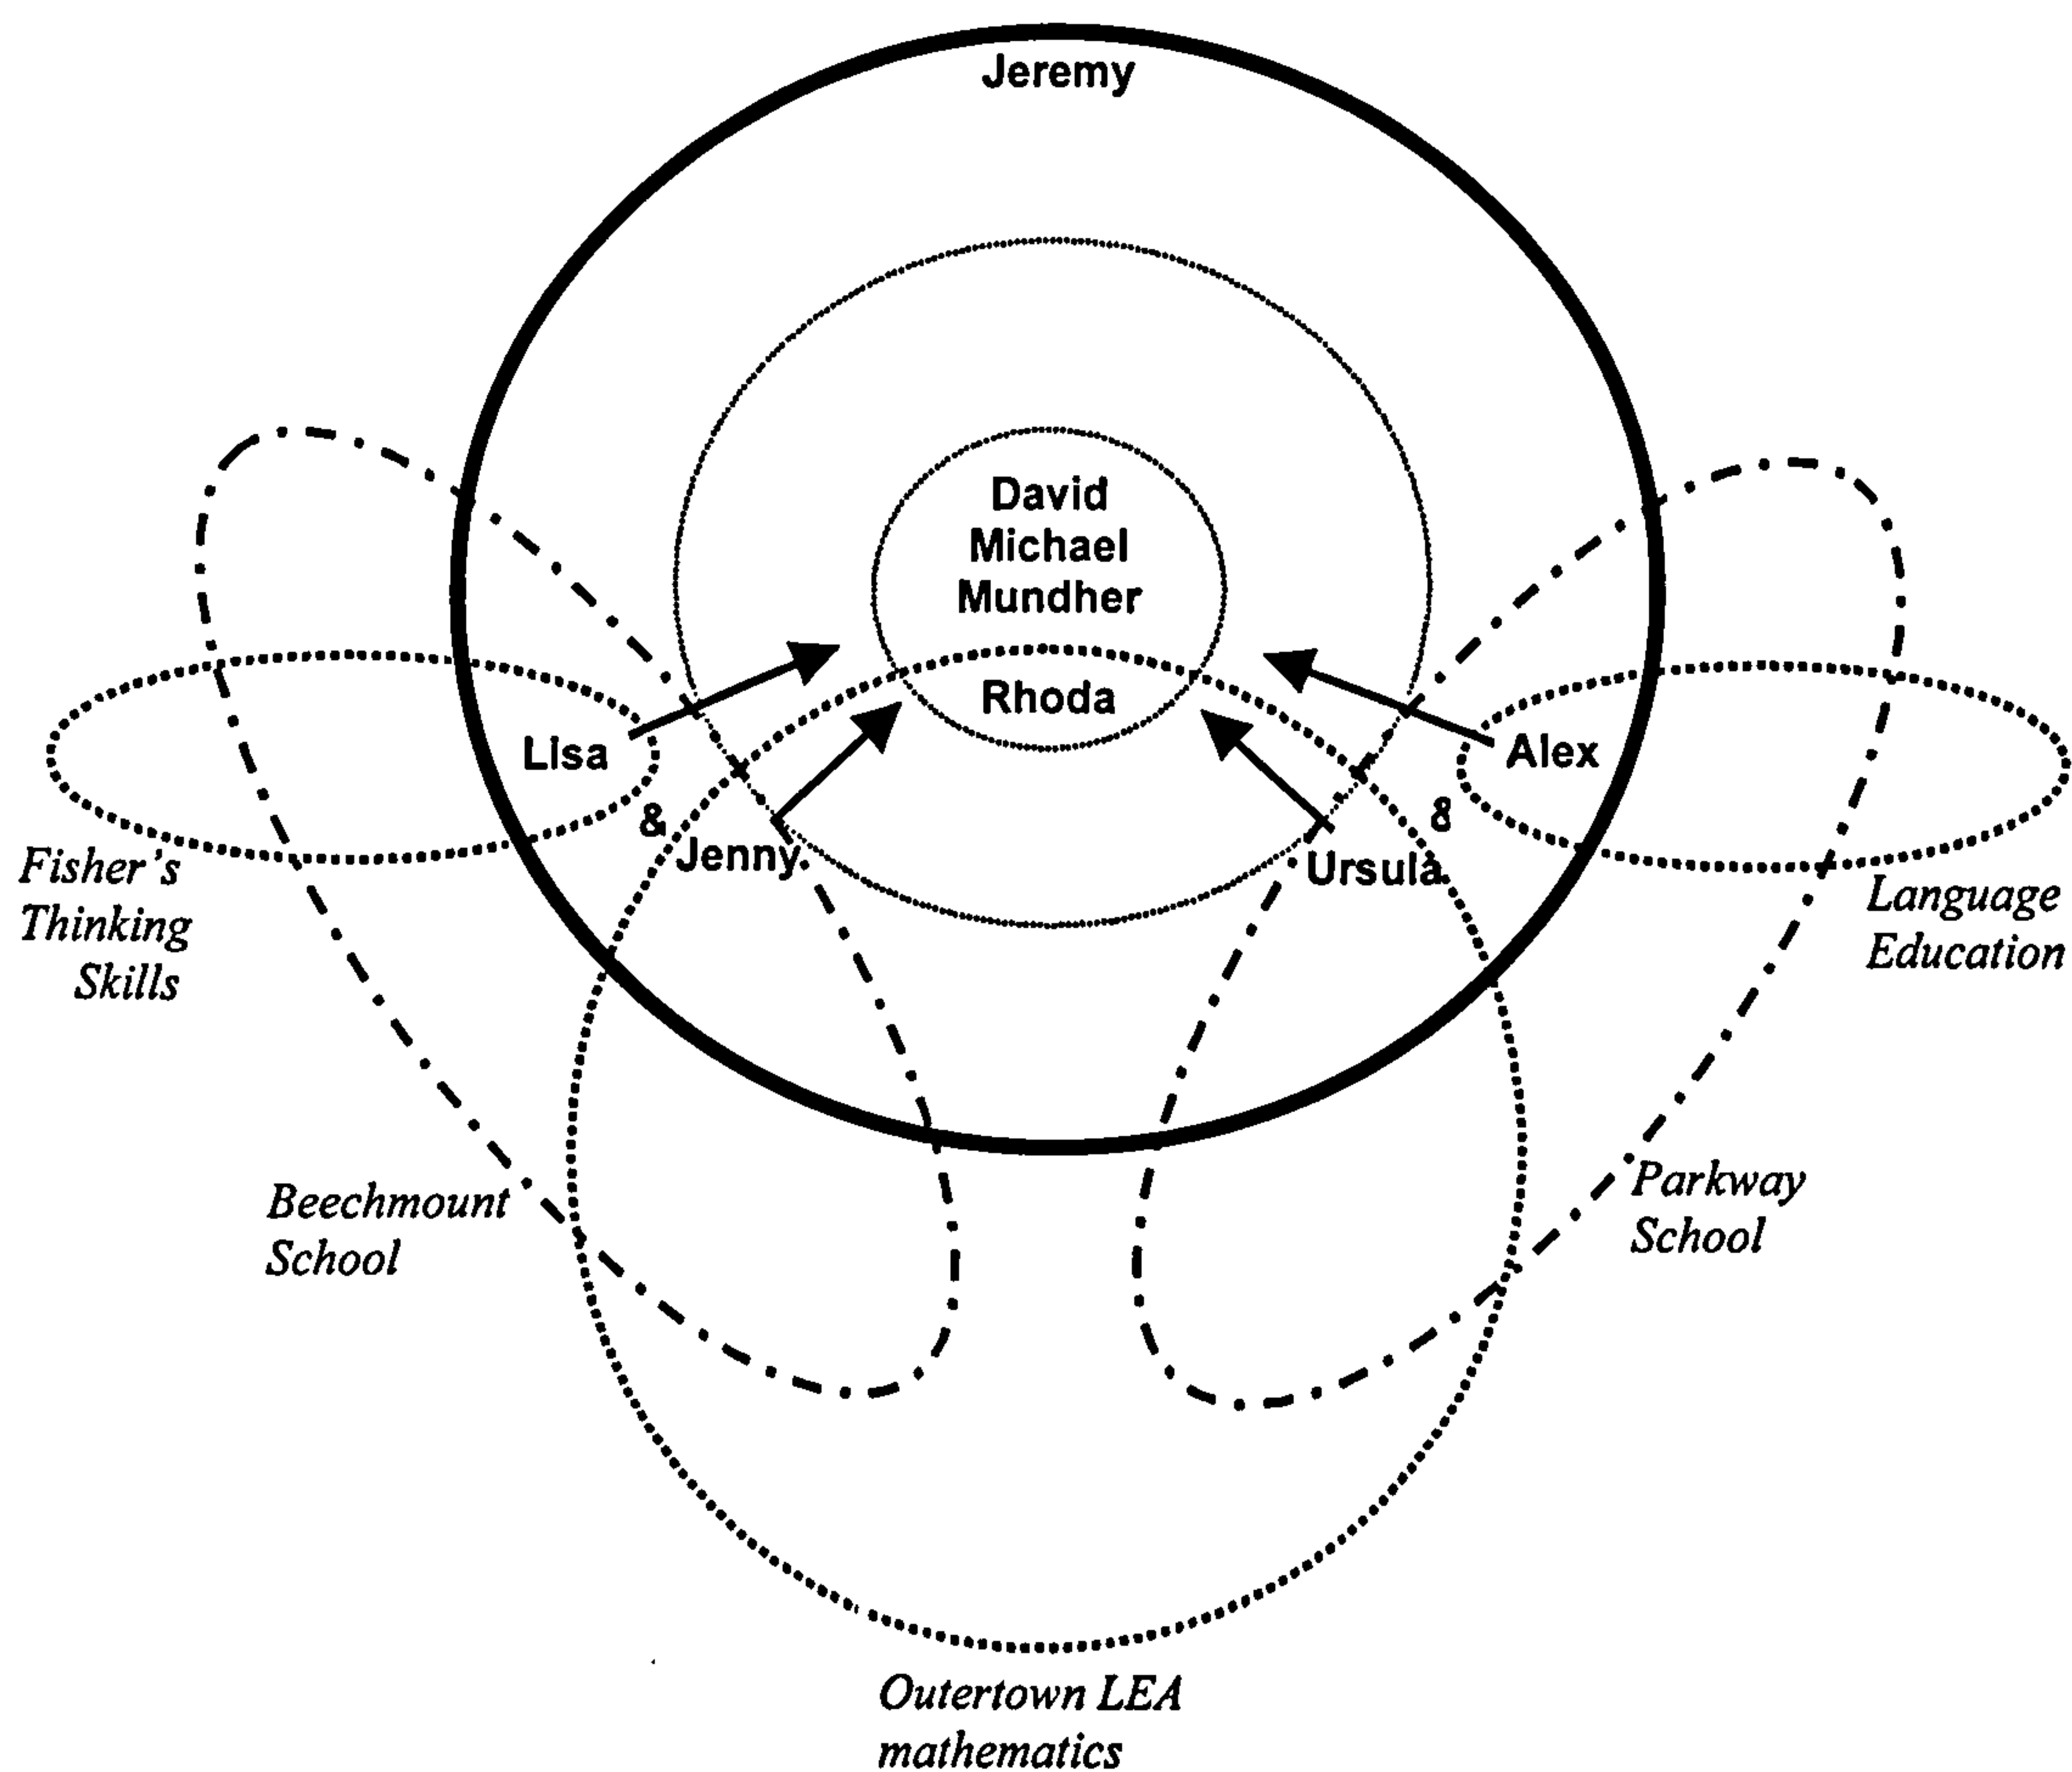 Jeremy
David
Michael
Mundher
Rhoda
Lisa
&
Jenny
Alex
&
Ursula
Fisher's
Thinking
Skills
Language
Education
Beechmount
School
Parkway
School
Outertown LEA
mathematics